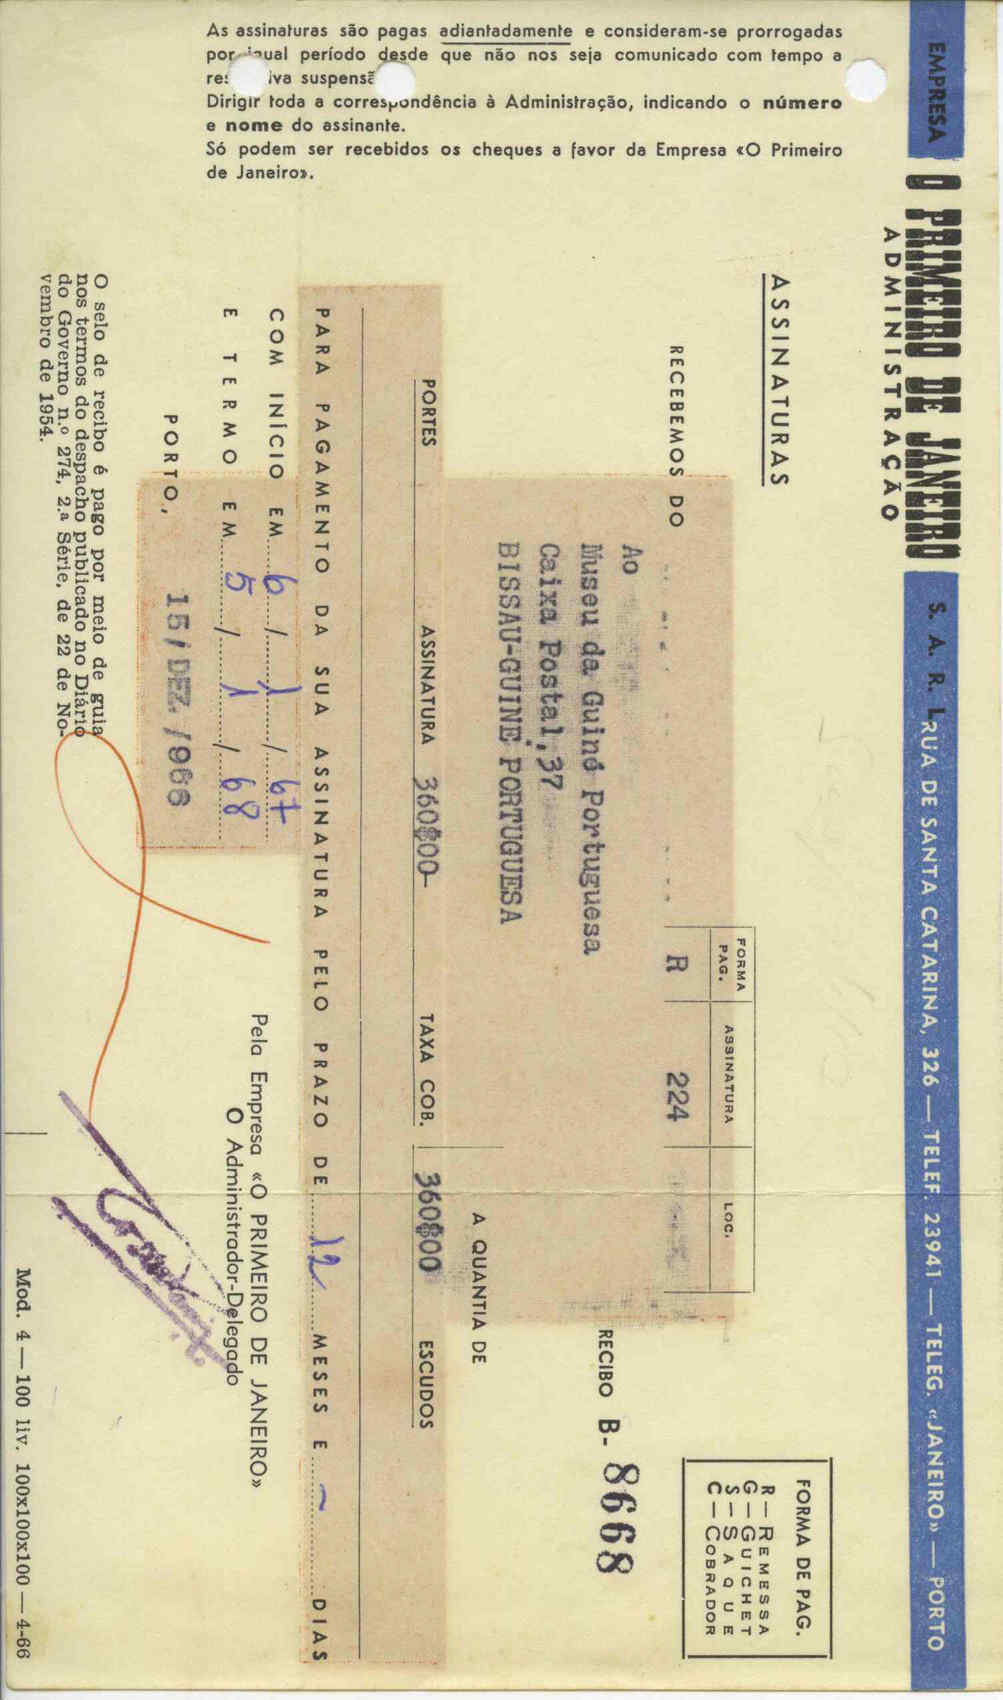 As assinaturas são pagas adiantadamente e consideram-se prorrogadas
por igual período desde que não nos seja comunicado com tempo a
suspensã
Dirigir toda a correspondência à Administração, indicando o número
e nome do assinante.
Só podem ser recebidos os cheques a favor da Empresa «O Primeiro
de Janeiro».
EMPRESA O PRIMEIRO DE JANEIRO S. A. R. L.
RUA DE SANTA CATARINA, 326 — TELEF. 23941 — TELEG. «JANEIRO» — PORTO
ADMINISTRAÇÃO
ASSINATURAS
FORMA DE PAG.
R — REMESSA
G — GUICHET
S — SAQUE
C — COBRADOR
FORMA PAG. ASSINATURA LOC.
R 224
RECEBEMOS DO
Ao
Museu da Guiné Portuguesa
Caixa Postal, 37
BISSAU-GUINÉ PORTUGUESA
RECIBO B- 8668
A QUANTIA DE
PORTES ASSINATURA 360$00 TAXA COB. 360$00 ESCUDOS
PARA PAGAMENTO DA SUA ASSINATURA PELO PRAZO DE 12 MESES E — DIAS
COM INÍCIO EM 6 / 1 / 67
E TERMO EM 5 / 1 / 68
PORTO, 15/DEZ./966
Pela Empresa «O PRIMEIRO DE JANEIRO»
O Administrador-Delegado
O selo de recibo é pago por meio de guia
nos termos do despacho publicado no Diário
do Governo n.º 274, 2.ª Série, de 22 de No-
vembro de 1954.
Mod. 4 — 100 liv. 100x100x100 — 4-66